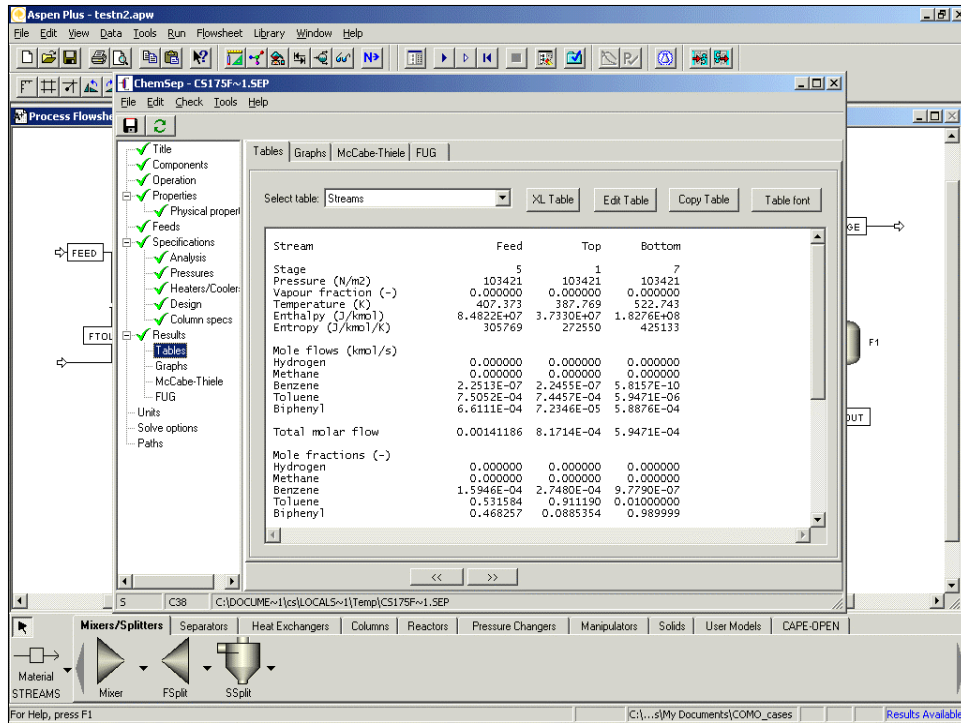 Aspen Plus - testn2.apw
File Edit View Data Tools Run Flowsheet Library Window Help
N>
ChemSep - CS175F~1.SEP
File Edit Check Tools Help
Process Flowshe
Title
Components
Operation
Properties
Physical propert
Feeds
Specifications
Analysis
Pressures
Heaters/Coolers
Design
Column specs
Results
Tables
Graphs
McCabe-Thiele
FUG
Units
Solve options
Paths
Tables Graphs McCabe-Thiele FUG
Select table: Streams XL Table Edit Table Copy Table Table font
Stream Feed Top Bottom
Stage 5 1 7
Pressure (N/m2) 103421 103421 103421
Vapour fraction (-) 0.000000 0.000000 0.000000
Temperature (K) 407.373 387.769 522.743
Enthalpy (J/kmol) 8.4822E+07 3.7330E+07 1.8276E+08
Entropy (J/kmol/K) 305769 272550 425133
Mole flows (kmol/s)
Hydrogen 0.000000 0.000000 0.000000
Methane 0.000000 0.000000 0.000000
Benzene 2.2513E-07 2.2455E-07 5.8157E-10
Toluene 7.5052E-04 7.4457E-04 5.9471E-06
Biphenyl 6.6111E-04 7.2346E-05 5.8876E-04
Total molar flow 0.00141186 8.1714E-04 5.9471E-04
Mole fractions (-)
Hydrogen 0.000000 0.000000 0.000000
Methane 0.000000 0.000000 0.000000
Benzene 1.5946E-04 2.7480E-04 9.7790E-07
Toluene 0.531584 0.911190 0.01000000
Biphenyl 0.468257 0.0885354 0.989999
<< >>
S C38 C:\DOCUME~1\cs\LOCALS~1\Temp\CS175F~1.SEP
FEED
FTOL
GE
F1
OUT
Mixers/Splitters Separators Heat Exchangers Columns Reactors Pressure Changers Manipulators Solids User Models CAPE-OPEN
Material
STREAMS Mixer FSplit SSplit
For Help, press F1 C:\...s\My Documents\COMO_cases Results Available